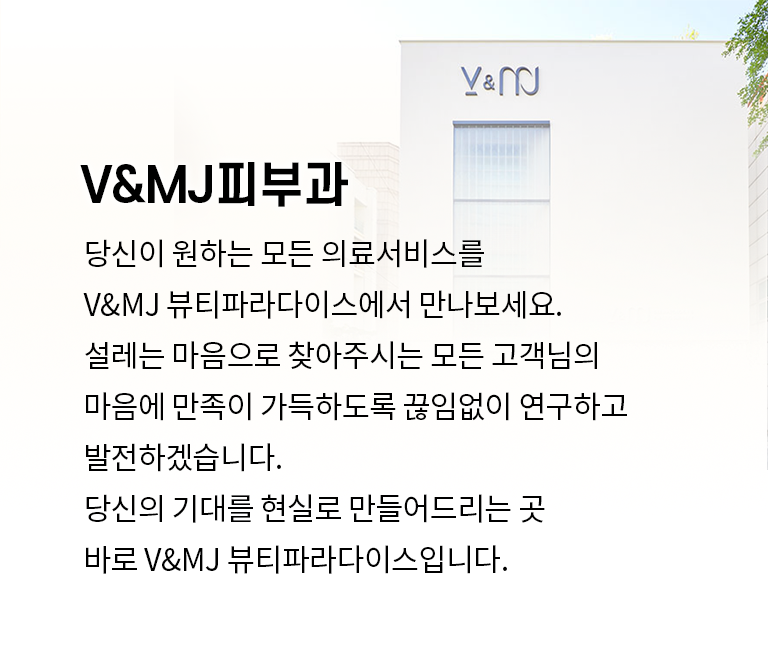 V&MJ
V&MJ피부과
당신이 원하는 모든 의료서비스를
V&MJ 뷰티파라다이스에서 만나보세요.
설레는 마음으로 찾아주시는 모든 고객님의
마음에 만족이 가득하도록 끊임없이 연구하고
발전하겠습니다.
당신의 기대를 현실로 만들어드리는 곳
바로 V&MJ 뷰티파라다이스입니다.